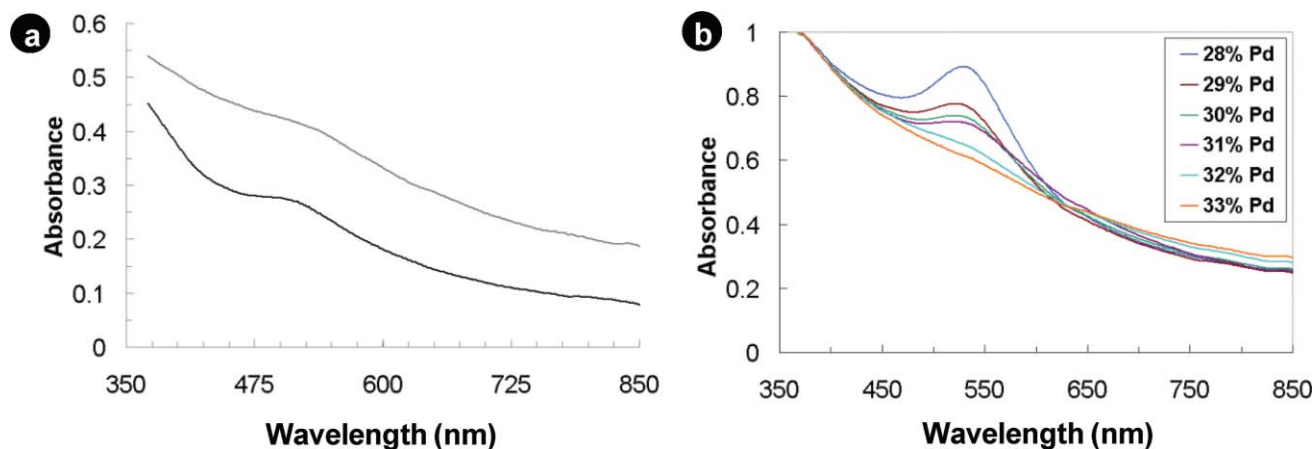 a
0.6
0.5
0.4
0.3
0.2
0.1
0
Absorbance
350 475 600 725 850
Wavelength (nm)
b
1
0.8
0.6
0.4
0.2
0
Absorbance
350 450 550 650 750 850
Wavelength (nm)
28% Pd
29% Pd
30% Pd
31% Pd
32% Pd
33% Pd